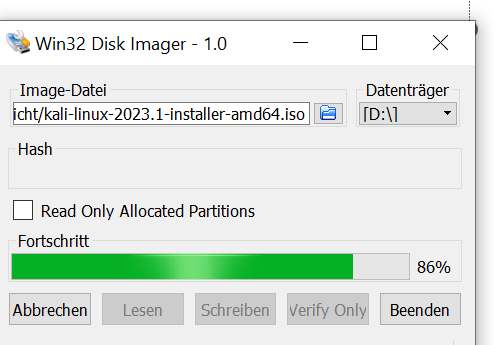 Win32 Disk Imager - 1.0
Image-Datei
Datenträger
icht/kali-linux-2023.1-installer-amd64.iso
[D:\]
Hash
Read Only Allocated Partitions
Fortschritt
86%
Abbrechen
Lesen
Schreiben
Verify Only
Beenden